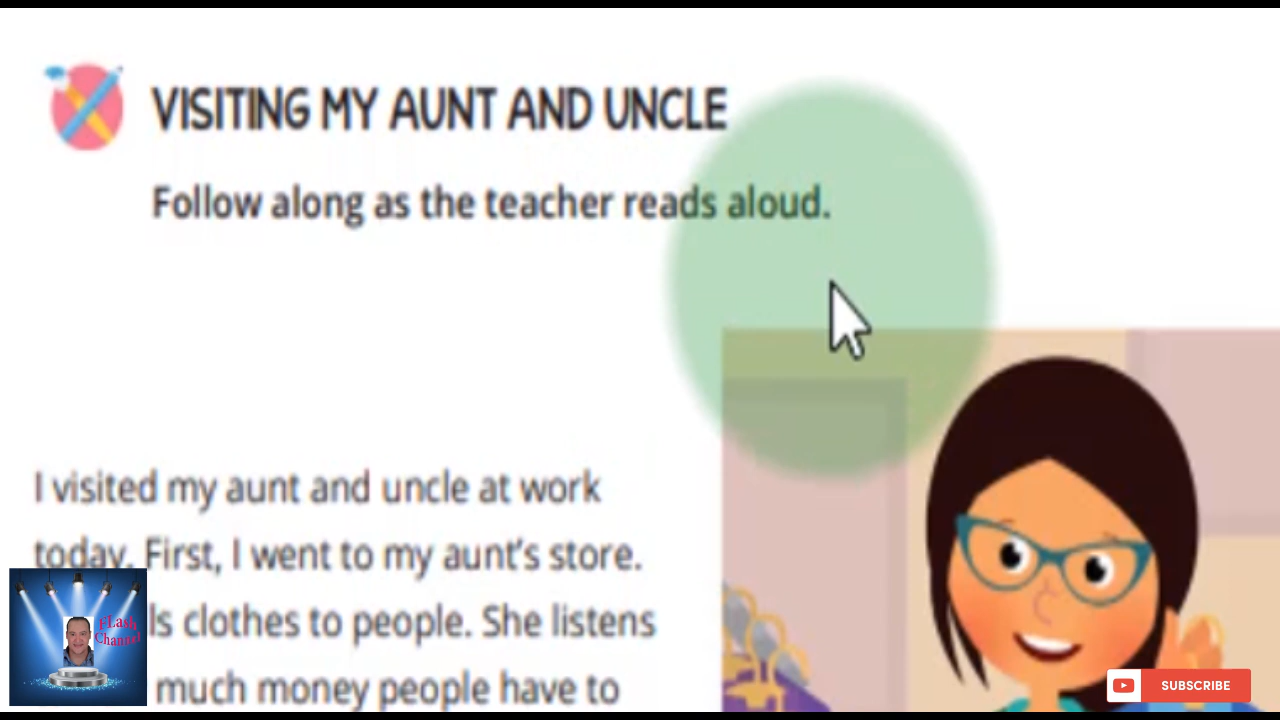 VISITING MY AUNT AND UNCLE
Follow along as the teacher reads aloud.
I visited my aunt and uncle at work
today. First, I went to my aunt's store.
ls clothes to people. She listens
much money people have to
FLash
Channel
SUBSCRIBE